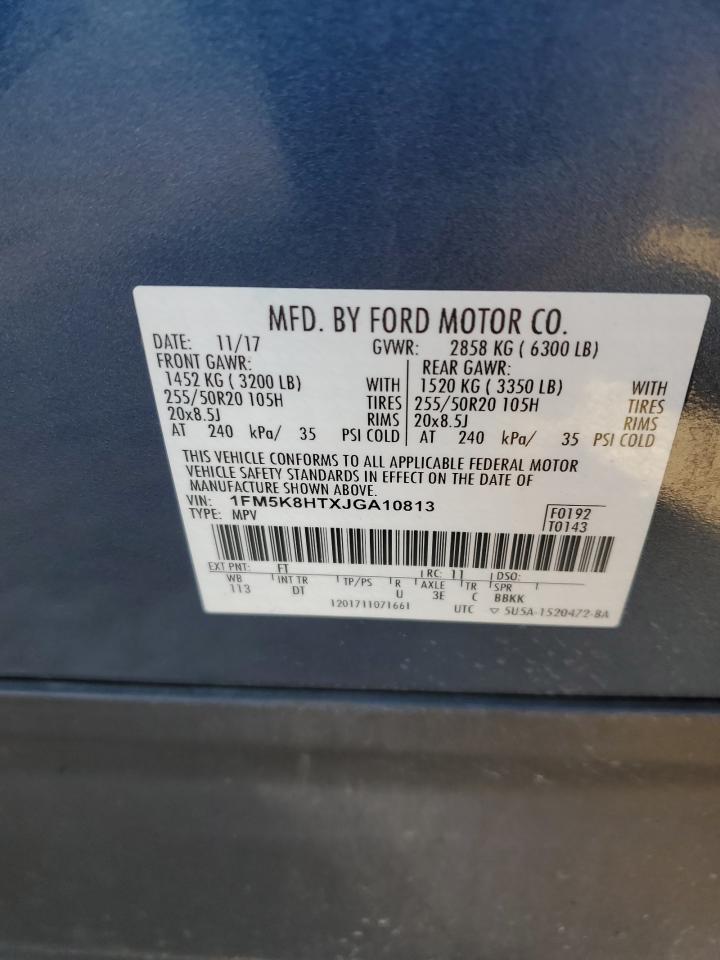 MFD. BY FORD MOTOR CO.
DATE: 11/17 GVWR: 2858 KG ( 6300 LB)
FRONT GAWR: REAR GAWR:
1452 KG ( 3200 LB) WITH 1520 KG ( 3350 LB) WITH
255/50R20 105H TIRES 255/50R20 105H TIRES
20x8.5J RIMS 20x8.5J RIMS
AT 240 kPa/ 35 PSI COLD AT 240 kPa/ 35 PSI COLD
THIS VEHICLE CONFORMS TO ALL APPLICABLE FEDERAL MOTOR
VEHICLE SAFETY STANDARDS IN EFFECT ON THE DATE OF
MANUFACTURE SHOWN ABOVE.
VIN: 1FM5K8HTXJGA10813 F0192
TYPE: MPV T0143
EXT PNT: FT RC: 11 DSO:
WB INT TR TP/PS R AXLE TR SPR
113 DT U 3E C BBKK
1201711071661 UTC ▽ 5U5A-1520472-BA